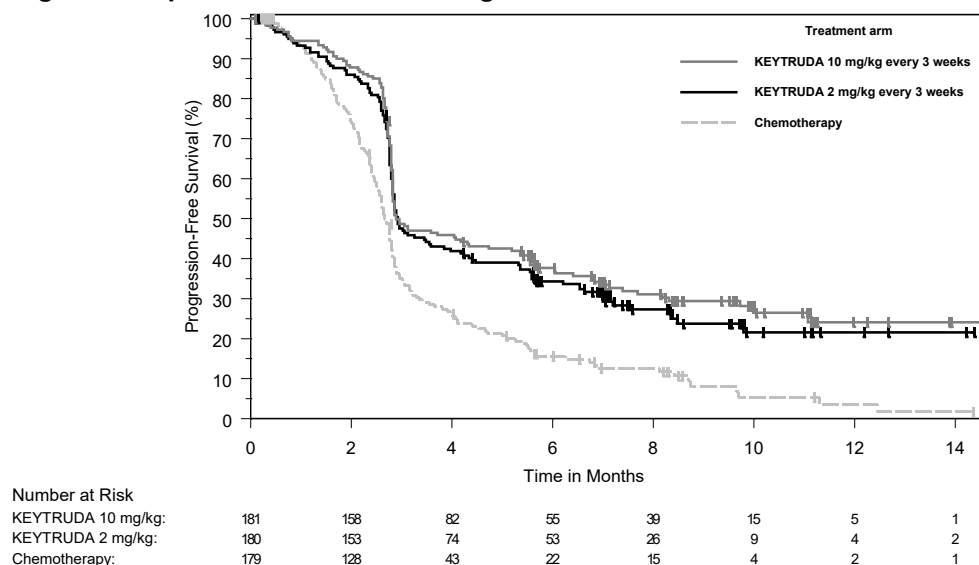 100
90
80
70
60
50
40
30
20
10
0
Progression-Free Survival (%)
Treatment arm
KEYTRUDA 10 mg/kg every 3 weeks
KEYTRUDA 2 mg/kg every 3 weeks
Chemotherapy
0 2 4 6 8 10 12 14
Time in Months
Number at Risk
KEYTRUDA 10 mg/kg: 181 158 82 55 39 15 5 1
KEYTRUDA 2 mg/kg: 180 153 74 53 26 9 4 2
Chemotherapy: 179 128 43 22 15 4 2 1